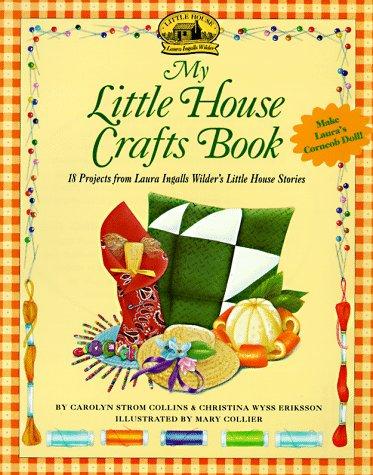 LITTLE HOUSE
Laura Ingalls Wilder
My
Little House
Crafts Book
18 Projects from Laura Ingalls Wilder's Little House Stories
Make
Laura's
Corncob Doll!
BY CAROLYN STROM COLLINS & CHRISTINA WYSS ERIKSSON
ILLUSTRATED BY MARY COLLIER